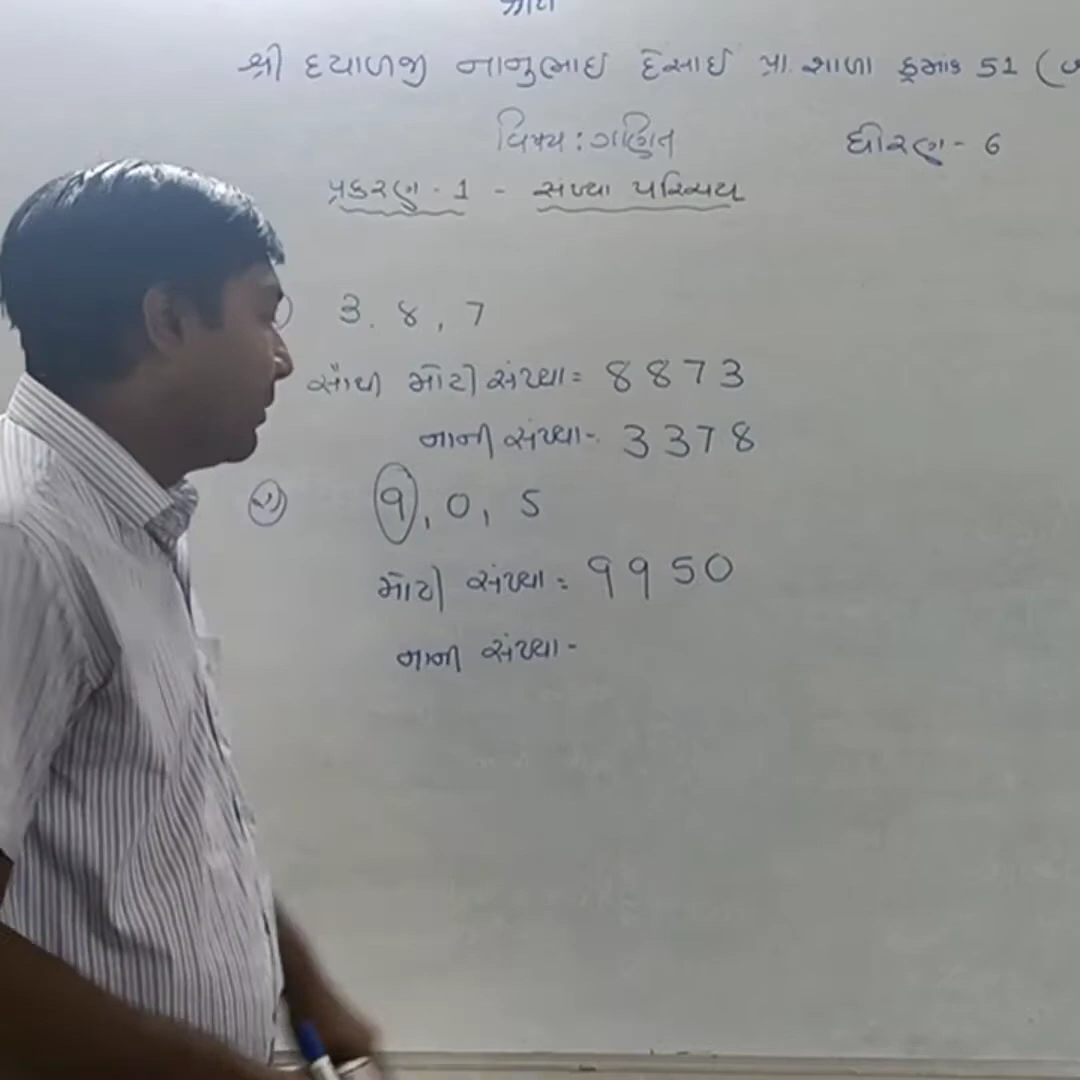 શ્રી દયાળજી નાનુભાઇ દેસાઇ પ્રા. શાળા ક્રમાંક 51 (
વિષય : ગણિત ધોરણ - 6
પ્રકરણ - 1 - સંખ્યા પરિચય
3. 8, 7
સૌથી મોટી સંખ્યા = 8873
નાની સંખ્યા - 3378
9, 0, 5
મોટી સંખ્યા = 9950
નાની સંખ્યા -